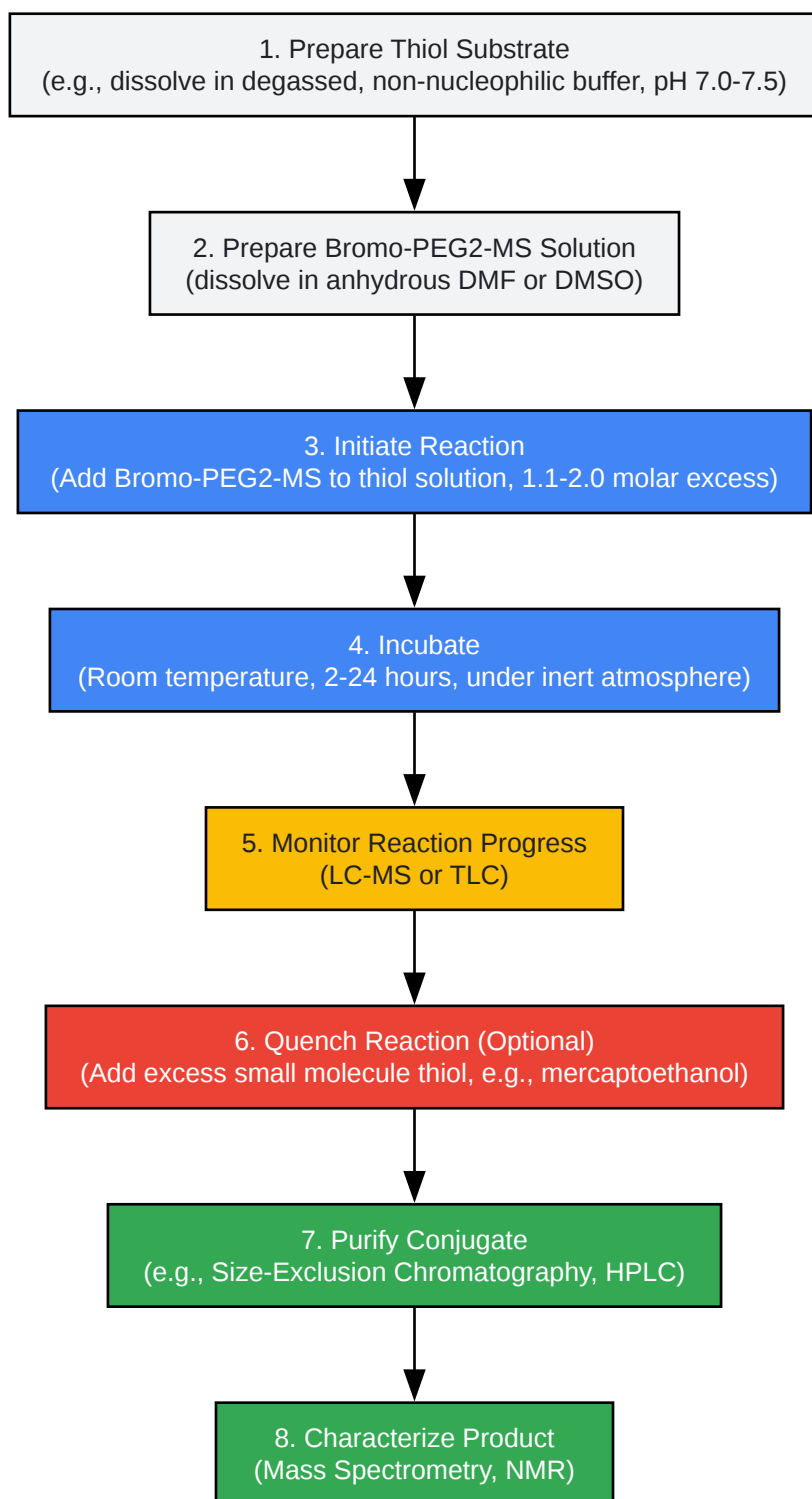 1. Prepare Thiol Substrate
(e.g., dissolve in degassed, non-nucleophilic buffer, pH 7.0-7.5)
2. Prepare Bromo-PEG2-MS Solution
(dissolve in anhydrous DMF or DMSO)
3. Initiate Reaction
(Add Bromo-PEG2-MS to thiol solution, 1.1-2.0 molar excess)
4. Incubate
(Room temperature, 2-24 hours, under inert atmosphere)
5. Monitor Reaction Progress
(LC-MS or TLC)
6. Quench Reaction (Optional)
(Add excess small molecule thiol, e.g., mercaptoethanol)
7. Purify Conjugate
(e.g., Size-Exclusion Chromatography, HPLC)
8. Characterize Product
(Mass Spectrometry, NMR)